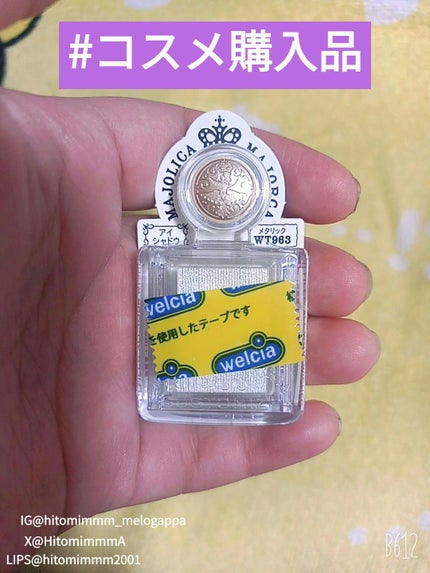 #コスメ購入品
MAJOLICA MAJORCA
アイ
シャドウ
メタリック
WT963
welcia
を使用したテープです
welcia
IG@hitomimmm_melogappa
X@HitomimmmA
LIPS@hitomimmm2001
B612